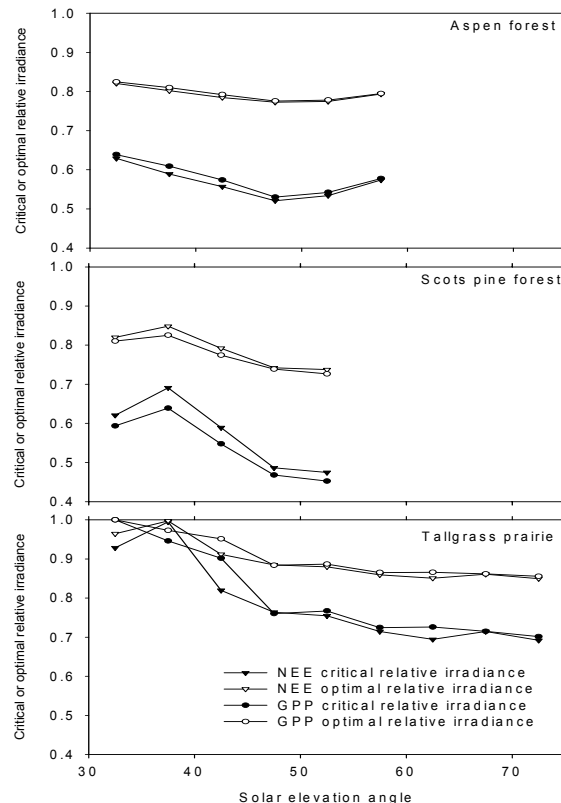 Aspen forest
Critical or optimal relative irradiance
1.0
0.9
0.8
0.7
0.6
0.5
0.4
Scots pine forest
Critical or optimal relative irradiance
1.0
0.9
0.8
0.7
0.6
0.5
0.4
Tallgrass prairie
Critical or optimal relative irradiance
1.0
0.9
0.8
0.7
0.6
0.5
0.4
NEE critical relative irradiance
NEE optimal relative irradiance
GPP critical relative irradiance
GPP optimal relative irradiance
30 40 50 60 70
Solar elevation angle